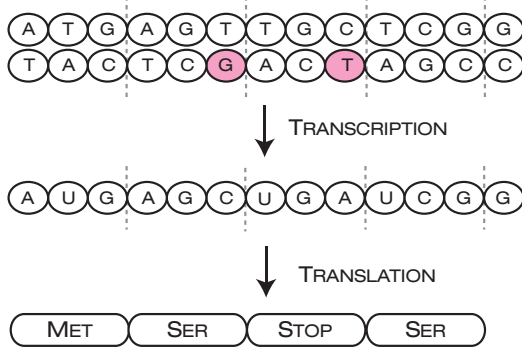 A T G A G T T G C T C G G
T A C T C G A C T A G C C
TRANSCRIPTION
A U G A G C U G A U C G G
TRANSLATION
MET SER STOP SER